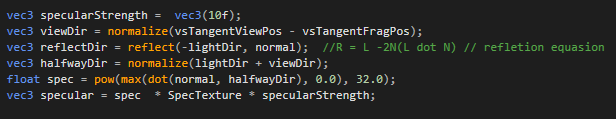 vec3 specularStrength =  vec3(10f);
vec3 viewDir = normalize(vsTangentViewPos - vsTangentFragPos);
vec3 reflectDir = reflect(-lightDir, normal);  //R = L -2N(L dot N) // refletion equasion
vec3 halfwayDir = normalize(lightDir + viewDir);
float spec = pow(max(dot(normal, halfwayDir), 0.0), 32.0);
vec3 specular = spec  * SpecTexture * specularStrength;